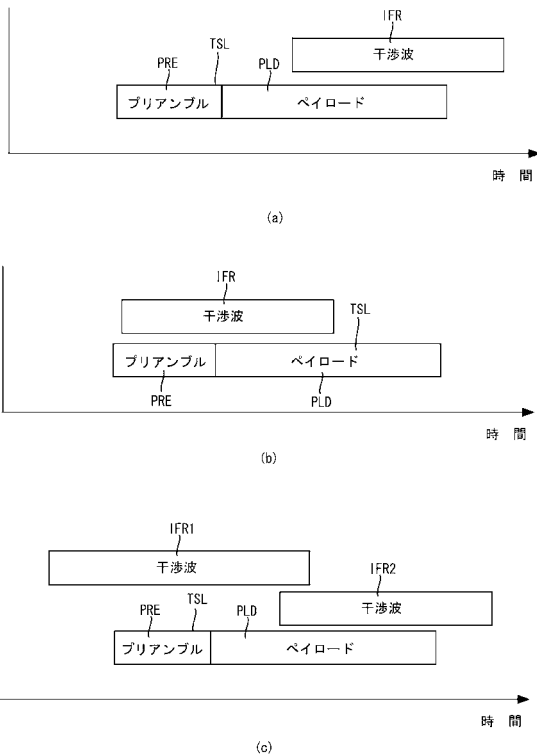 IFR
干渉波
TSL
PRE
PLD
プリアンブル
ペイロード
時 間
(a)
IFR
干渉波
TSL
プリアンブル
ペイロード
PRE
PLD
時 間
(b)
IFR1
干渉波
IFR2
干渉波
TSL
PRE
PLD
プリアンブル
ペイロード
時 間
(c)